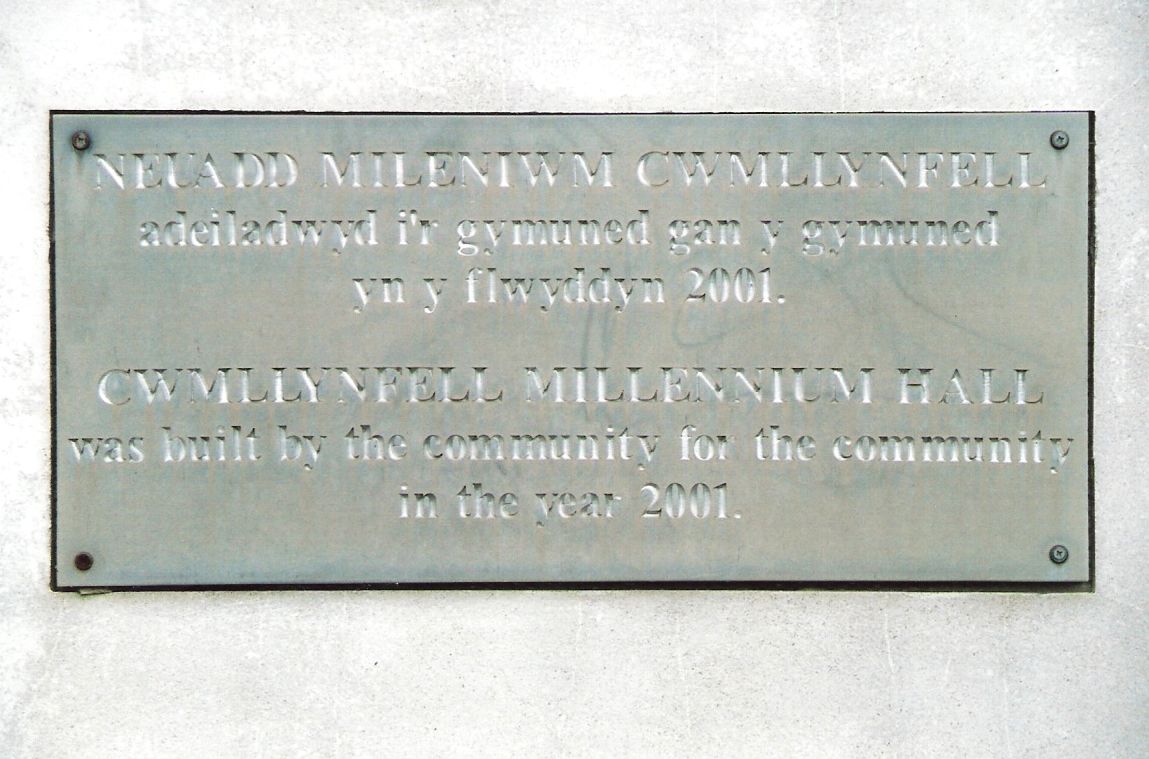 NEUADD MILENIWM CWMLLYNFELL
adeiladwyd i'r gymuned gan y gymuned
yn y flwyddyn 2001.
CWMLLYNFELL MILLENNIUM HALL
was built by the community for the community
in the year 2001.